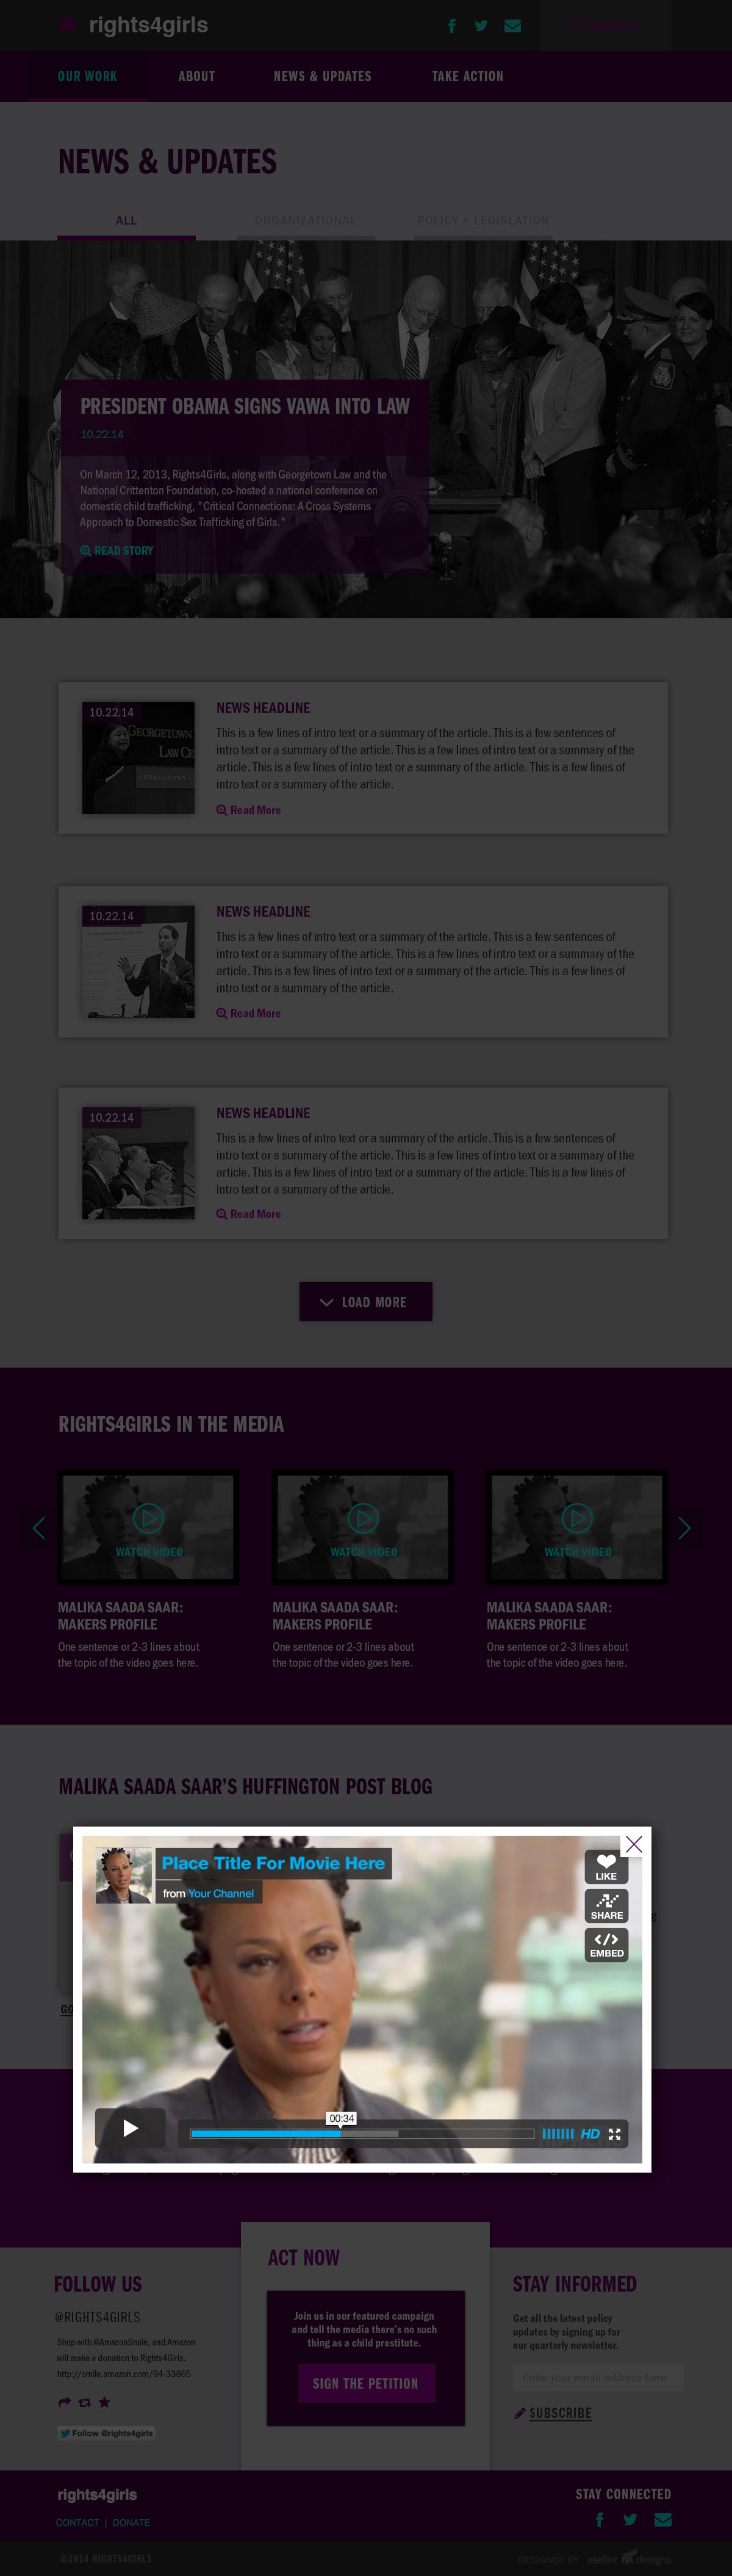 rights4girls
OUR WORK
ABOUT
NEWS & UPDATES
TAKE ACTION
NEWS & UPDATES
ALL
ORGANIZATIONAL
POLICY + LEGISLATION
PRESIDENT OBAMA SIGNS VAWA INTO LAW
10.22.14
On March 12, 2013, Rights4Girls, along with Georgetown Law and the
National Crittenton Foundation, co-hosted a national conference on
domestic child trafficking, "Critical Connections: A Cross Systems
Approach to Domestic Sex Trafficking of Girls."
READ STORY
10.22.14
GEORGETOWN
LAW CE
GEORGETOWN L
NEWS HEADLINE
This is a few lines of intro text or a summary of the article. This is a few sentences of
intro text or a summary of the article. This is a few lines of intro text or a summary of the
article. This is a few lines of intro text or a summary of the article. This is a few lines of
intro text or a summary of the article.
Read More
10.22.14
NEWS HEADLINE
This is a few lines of intro text or a summary of the article. This is a few sentences of
intro text or a summary of the article. This is a few lines of intro text or a summary of the
article. This is a few lines of intro text or a summary of the article. This is a few lines of
intro text or a summary of the article.
Read More
10.22.14
NEWS HEADLINE
This is a few lines of intro text or a summary of the article. This is a few sentences of
intro text or a summary of the article. This is a few lines of intro text or a summary of the
article. This is a few lines of intro text or a summary of the article. This is a few lines of
intro text or a summary of the article.
Read More
LOAD MORE
RIGHTS4GIRLS IN THE MEDIA
WATCH VIDEO
MAKERS
WATCH VIDEO
MAKERS
WATCH VIDEO
MAKERS
MALIKA SAADA SAAR:
MAKERS PROFILE
One sentence or 2-3 lines about
the topic of the video goes here.
MALIKA SAADA SAAR:
MAKERS PROFILE
One sentence or 2-3 lines about
the topic of the video goes here.
MALIKA SAADA SAAR:
MAKERS PROFILE
One sentence or 2-3 lines about
the topic of the video goes here.
MALIKA SAADA SAAR'S HUFFINGTON POST BLOG
Place Title For Movie Here
from Your Channel
LIKE
SHARE
EMBED
GO
00:34
HD
FOLLOW US
@RIGHTS4GIRLS
Shop with @AmazonSmile, and Amazon
will make a donation to Rights4Girls.
http://smile.amazon.com/94-33865
Follow @rights4girls
ACT NOW
Join us in our featured campaign
and tell the media there's no such
thing as a child prostitute.
SIGN THE PETITION
STAY INFORMED
Get all the latest policy
updates by signing up for
our quarterly newsletter.
Enter your email address here
SUBSCRIBE
rights4girls
CONTACT | DONATE
STAY CONNECTED
©2014 RIGHTS4GIRLS
DESIGNED BY: elefint designs